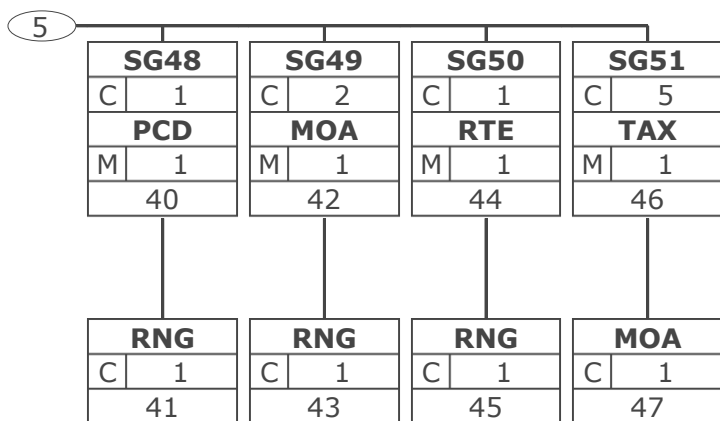 5
SG48 SG49 SG50 SG51
C 1 C 2 C 1 C 5
PCD MOA RTE TAX
M 1 M 1 M 1 M 1
40 42 44 46
RNG RNG RNG MOA
C 1 C 1 C 1 C 1
41 43 45 47